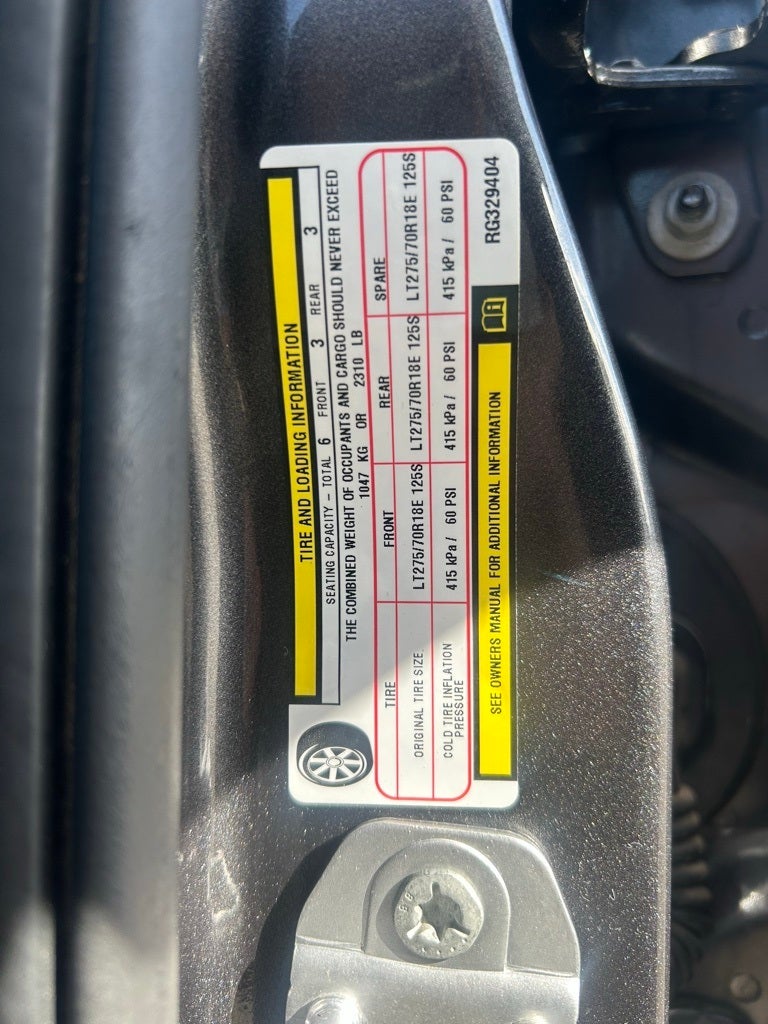 TIRE AND LOADING INFORMATION
SEATING CAPACITY – TOTAL 6 FRONT 3 REAR 3
THE COMBINED WEIGHT OF OCCUPANTS AND CARGO SHOULD NEVER EXCEED
1047 KG OR 2310 LB
TIRE FRONT REAR SPARE
ORIGINAL TIRE SIZE LT275/70R18E 125S LT275/70R18E 125S LT275/70R18E 125S
COLD TIRE INFLATION PRESSURE 415 kPa / 60 PSI 415 kPa / 60 PSI 415 kPa / 60 PSI
SEE OWNERS MANUAL FOR ADDITIONAL INFORMATION
RG329404